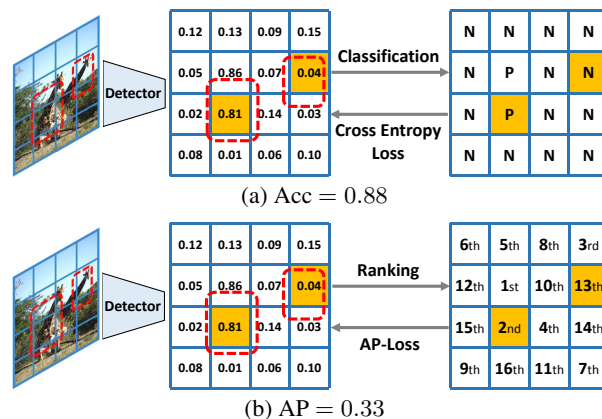 0.12 0.13 0.09 0.15
0.05 0.86 0.07 0.04
0.02 0.81 0.14 0.03
0.08 0.01 0.06 0.10
Detector
Classification
Cross Entropy
Loss
N N N N
N P N N
N P N N
N N N N
(a) Acc = 0.88
0.12 0.13 0.09 0.15
0.05 0.86 0.07 0.04
0.02 0.81 0.14 0.03
0.08 0.01 0.06 0.10
Detector
Ranking
AP-Loss
6th 5th 8th 3rd
12th 1st 10th 13th
15th 2nd 4th 14th
9th 16th 11th 7th
(b) AP = 0.33